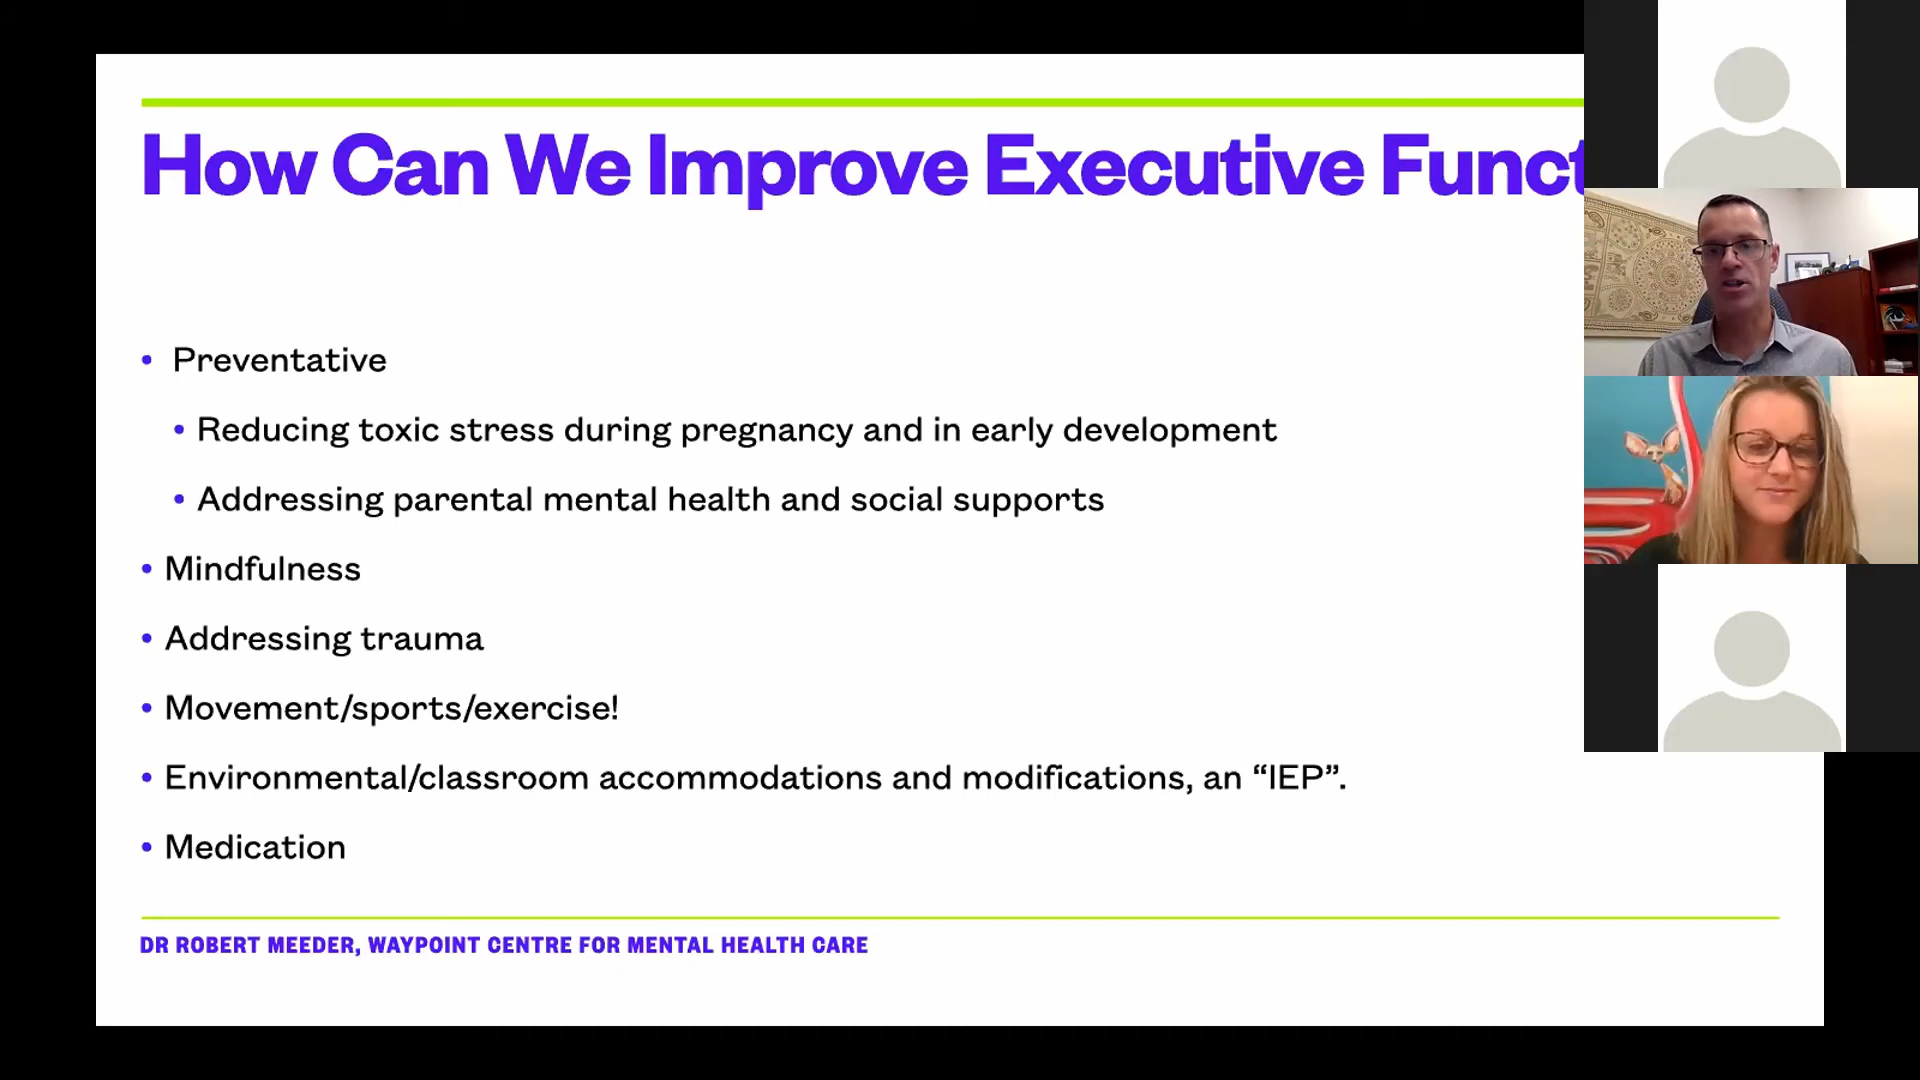 How Can We Improve Executive Funct
• Preventative
• Reducing toxic stress during pregnancy and in early development
• Addressing parental mental health and social supports
• Mindfulness
• Addressing trauma
• Movement/sports/exercise!
• Environmental/classroom accommodations and modifications, an “IEP”.
• Medication
DR ROBERT MEEDER, WAYPOINT CENTRE FOR MENTAL HEALTH CARE